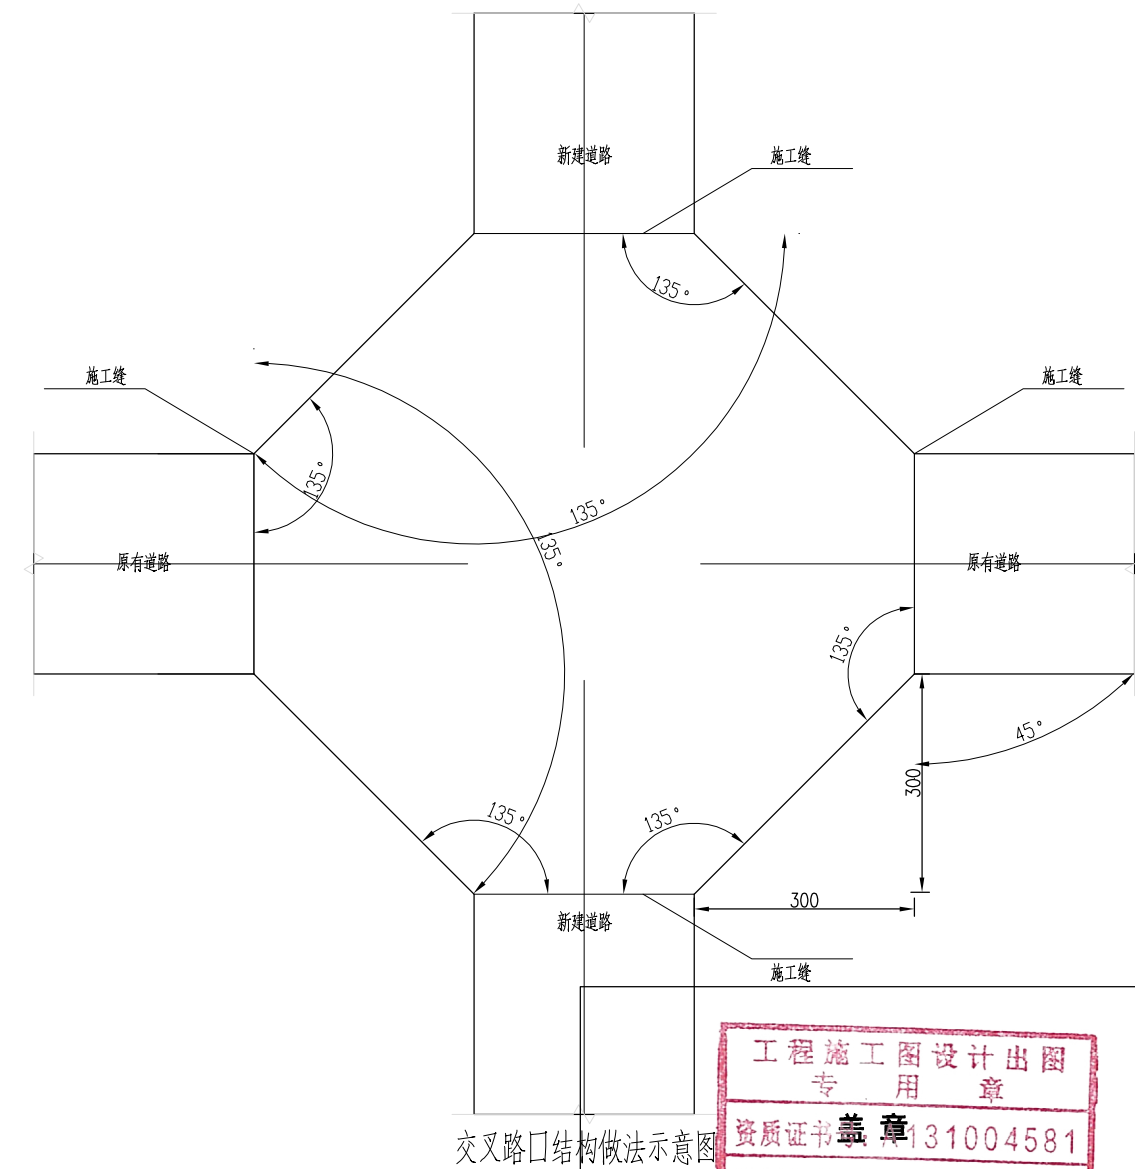 新建道路
施工缝
135°
施工缝
施工缝
135°
135°
135°
原有道路
原有道路
135°
45°
300
135°
135°
300
新建道路
施工缝
工程施工图设计出图
专用章
资质证书号:A131004581
盖章
交叉路口结构做法示意图